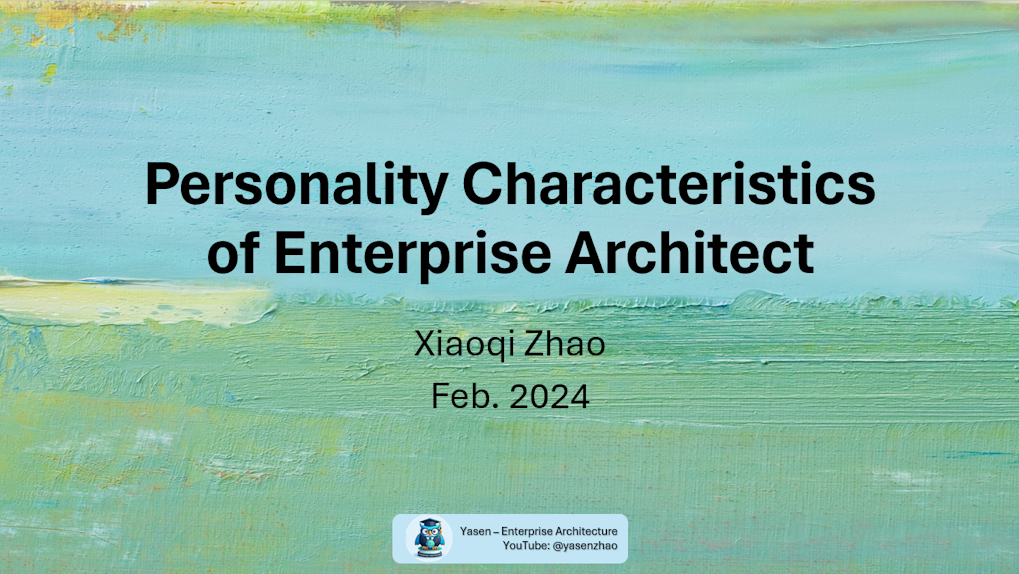 Personality Characteristics
of Enterprise Architect
Xiaoqi Zhao
Feb. 2024
Yasen – Enterprise Architecture
YouTube: @yasenzhao